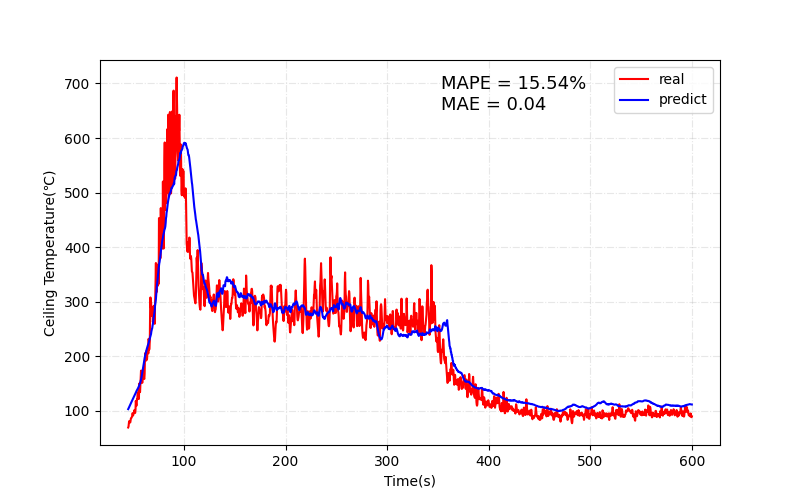 MAPE = 15.54%
MAE = 0.04
real
predict
Ceiling Temperature(℃)
700
600
500
400
300
200
100
100 200 300 400 500 600
Time(s)